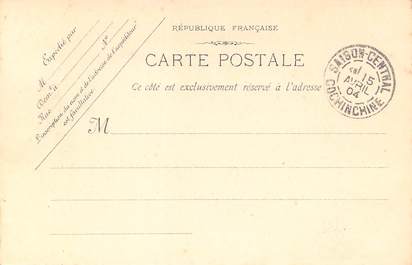 RÉPUBLIQUE FRANÇAISE
CARTE POSTALE
Ce côté est exclusivement réservé à l'adresse
M
Expédié par
M
Dem.t à N°
Rue
L'inscription du nom et de l'adresse de l'expéditeur
est facultative
SAIGON-CENTRAL
15
AVRIL
04
COCHINCHINE